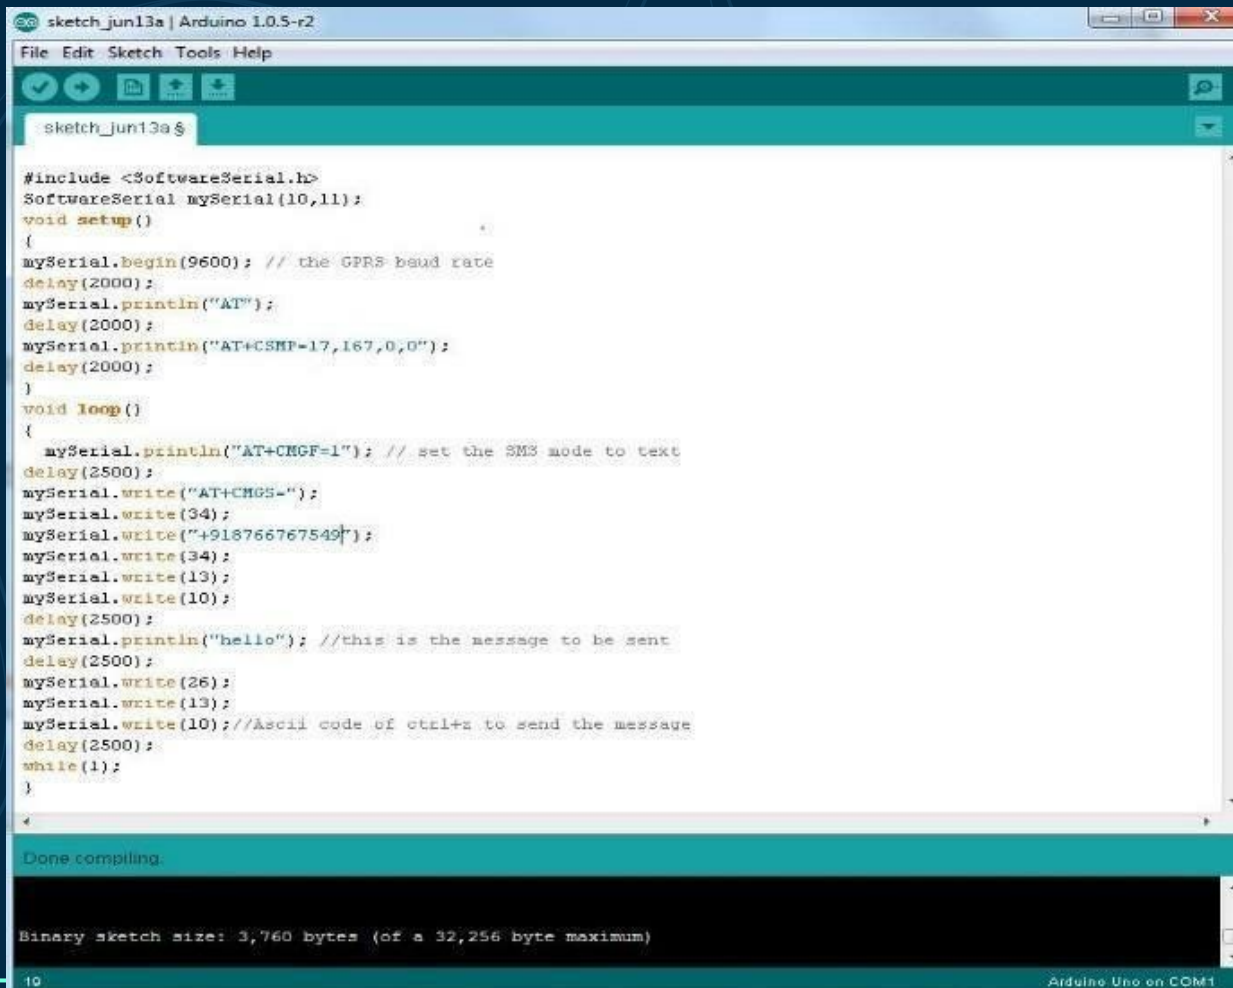 sketch_jun13a | Arduino 1.0.5-r2
File Edit Sketch Tools Help
sketch_jun13a §
#include <SoftwareSerial.h>
SoftwareSerial mySerial(10,11);
void setup()
{
mySerial.begin(9600); // the GPRS baud rate
delay(2000);
mySerial.println("AT");
delay(2000);
mySerial.println("AT+CSMP=17,167,0,0");
delay(2000);
}
void loop()
{
  mySerial.println("AT+CMGF=1"); // set the SMS mode to text
delay(2500);
mySerial.write("AT+CMGS=");
mySerial.write(34);
mySerial.write("+918766767549");
mySerial.write(34);
mySerial.write(13);
mySerial.write(10);
delay(2500);
mySerial.println("hello"); //this is the message to be sent
delay(2500);
mySerial.write(26);
mySerial.write(13);
mySerial.write(10);//Ascii code of ctrl+z to send the message
delay(2500);
while(1);
}
Done compiling.
Binary sketch size: 3,760 bytes (of a 32,256 byte maximum)
19 Arduino Uno on COM1